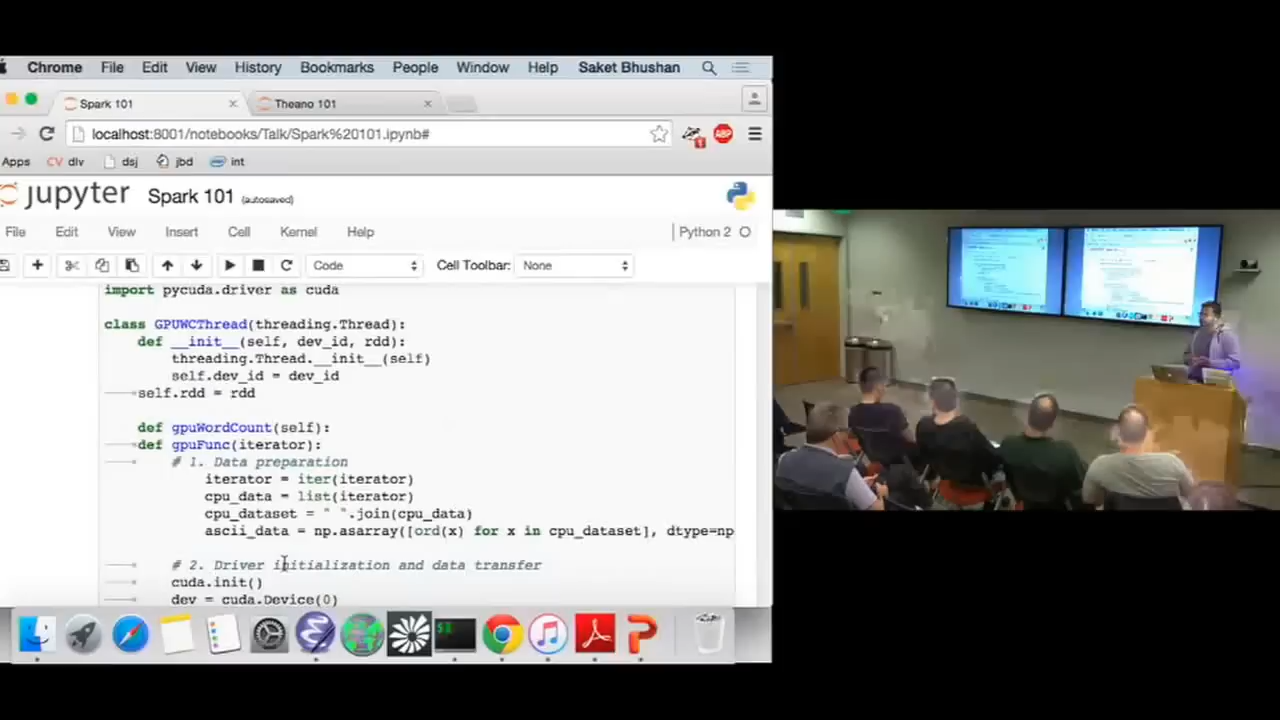 Chrome File Edit View History Bookmarks People Window Help Saket Bhushan
Spark 101 Theano 101
localhost:8001/notebooks/Talk/Spark%20101.ipynb#
ABP
Apps CV dlv dsj jbd int
jupyter Spark 101 (autosaved)
File Edit View Insert Cell Kernel Help Python 2
Code Cell Toolbar: None
import pycuda.driver as cuda
class GPUWCThread(threading.Thread):
def __init__(self, dev_id, rdd):
threading.Thread.__init__(self)
self.dev_id = dev_id
self.rdd = rdd
def gpuWordCount(self):
def gpuFunc(iterator):
# 1. Data preparation
iterator = iter(iterator)
cpu_data = list(iterator)
cpu_dataset = " ".join(cpu_data)
ascii_data = np.asarray([ord(x) for x in cpu_dataset], dtype=np
# 2. Driver initialization and data transfer
cuda.init()
dev = cuda.Device(0)